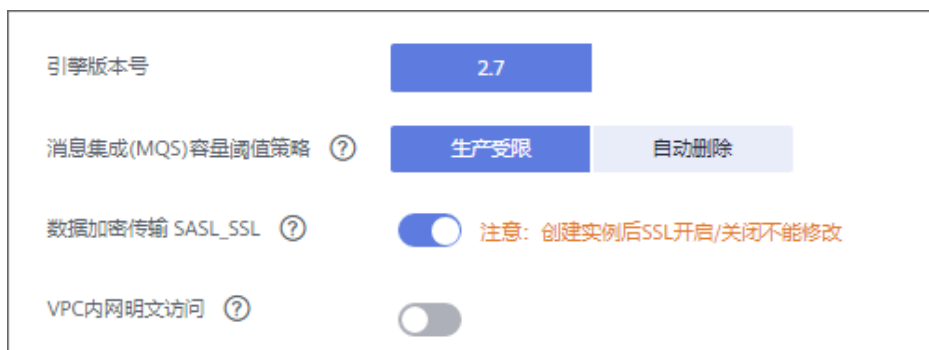 引擎版本号 2.7
消息集成(MQS)容量阈值策略 ? 生产受限 自动删除
数据加密传输 SASL_SSL ? 注意：创建实例后SSL开启/关闭不能修改
VPC内网明文访问 ?